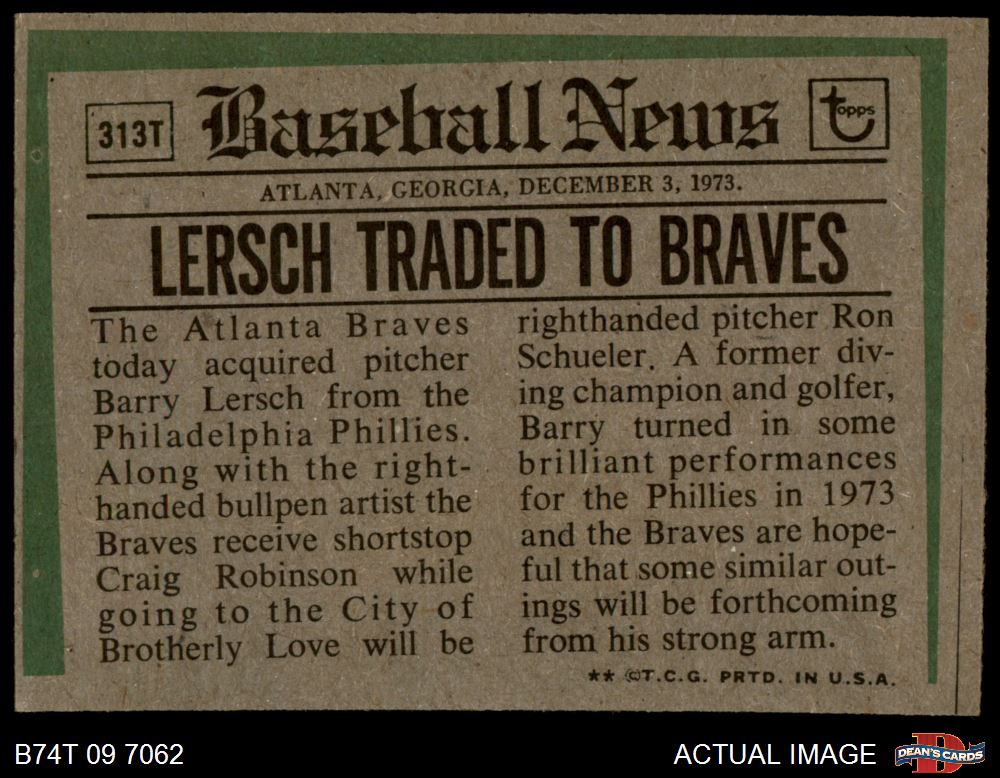 313T
Baseball News
topps
ATLANTA, GEORGIA, DECEMBER 3, 1973.
LERSCH TRADED TO BRAVES
The Atlanta Braves
today acquired pitcher
Barry Lersch from the
Philadelphia Phillies.
Along with the right-
handed bullpen artist the
Braves receive shortstop
Craig Robinson while
going to the City of
Brotherly Love will be
righthanded pitcher Ron
Schueler. A former div-
ing champion and golfer,
Barry turned in some
brilliant performances
for the Phillies in 1973
and the Braves are hope-
ful that some similar out-
ings will be forthcoming
from his strong arm.
** ©T.C.G. PRTD. IN U.S.A.
B74T 09 7062
ACTUAL IMAGE
D
DEAN'S CARDS